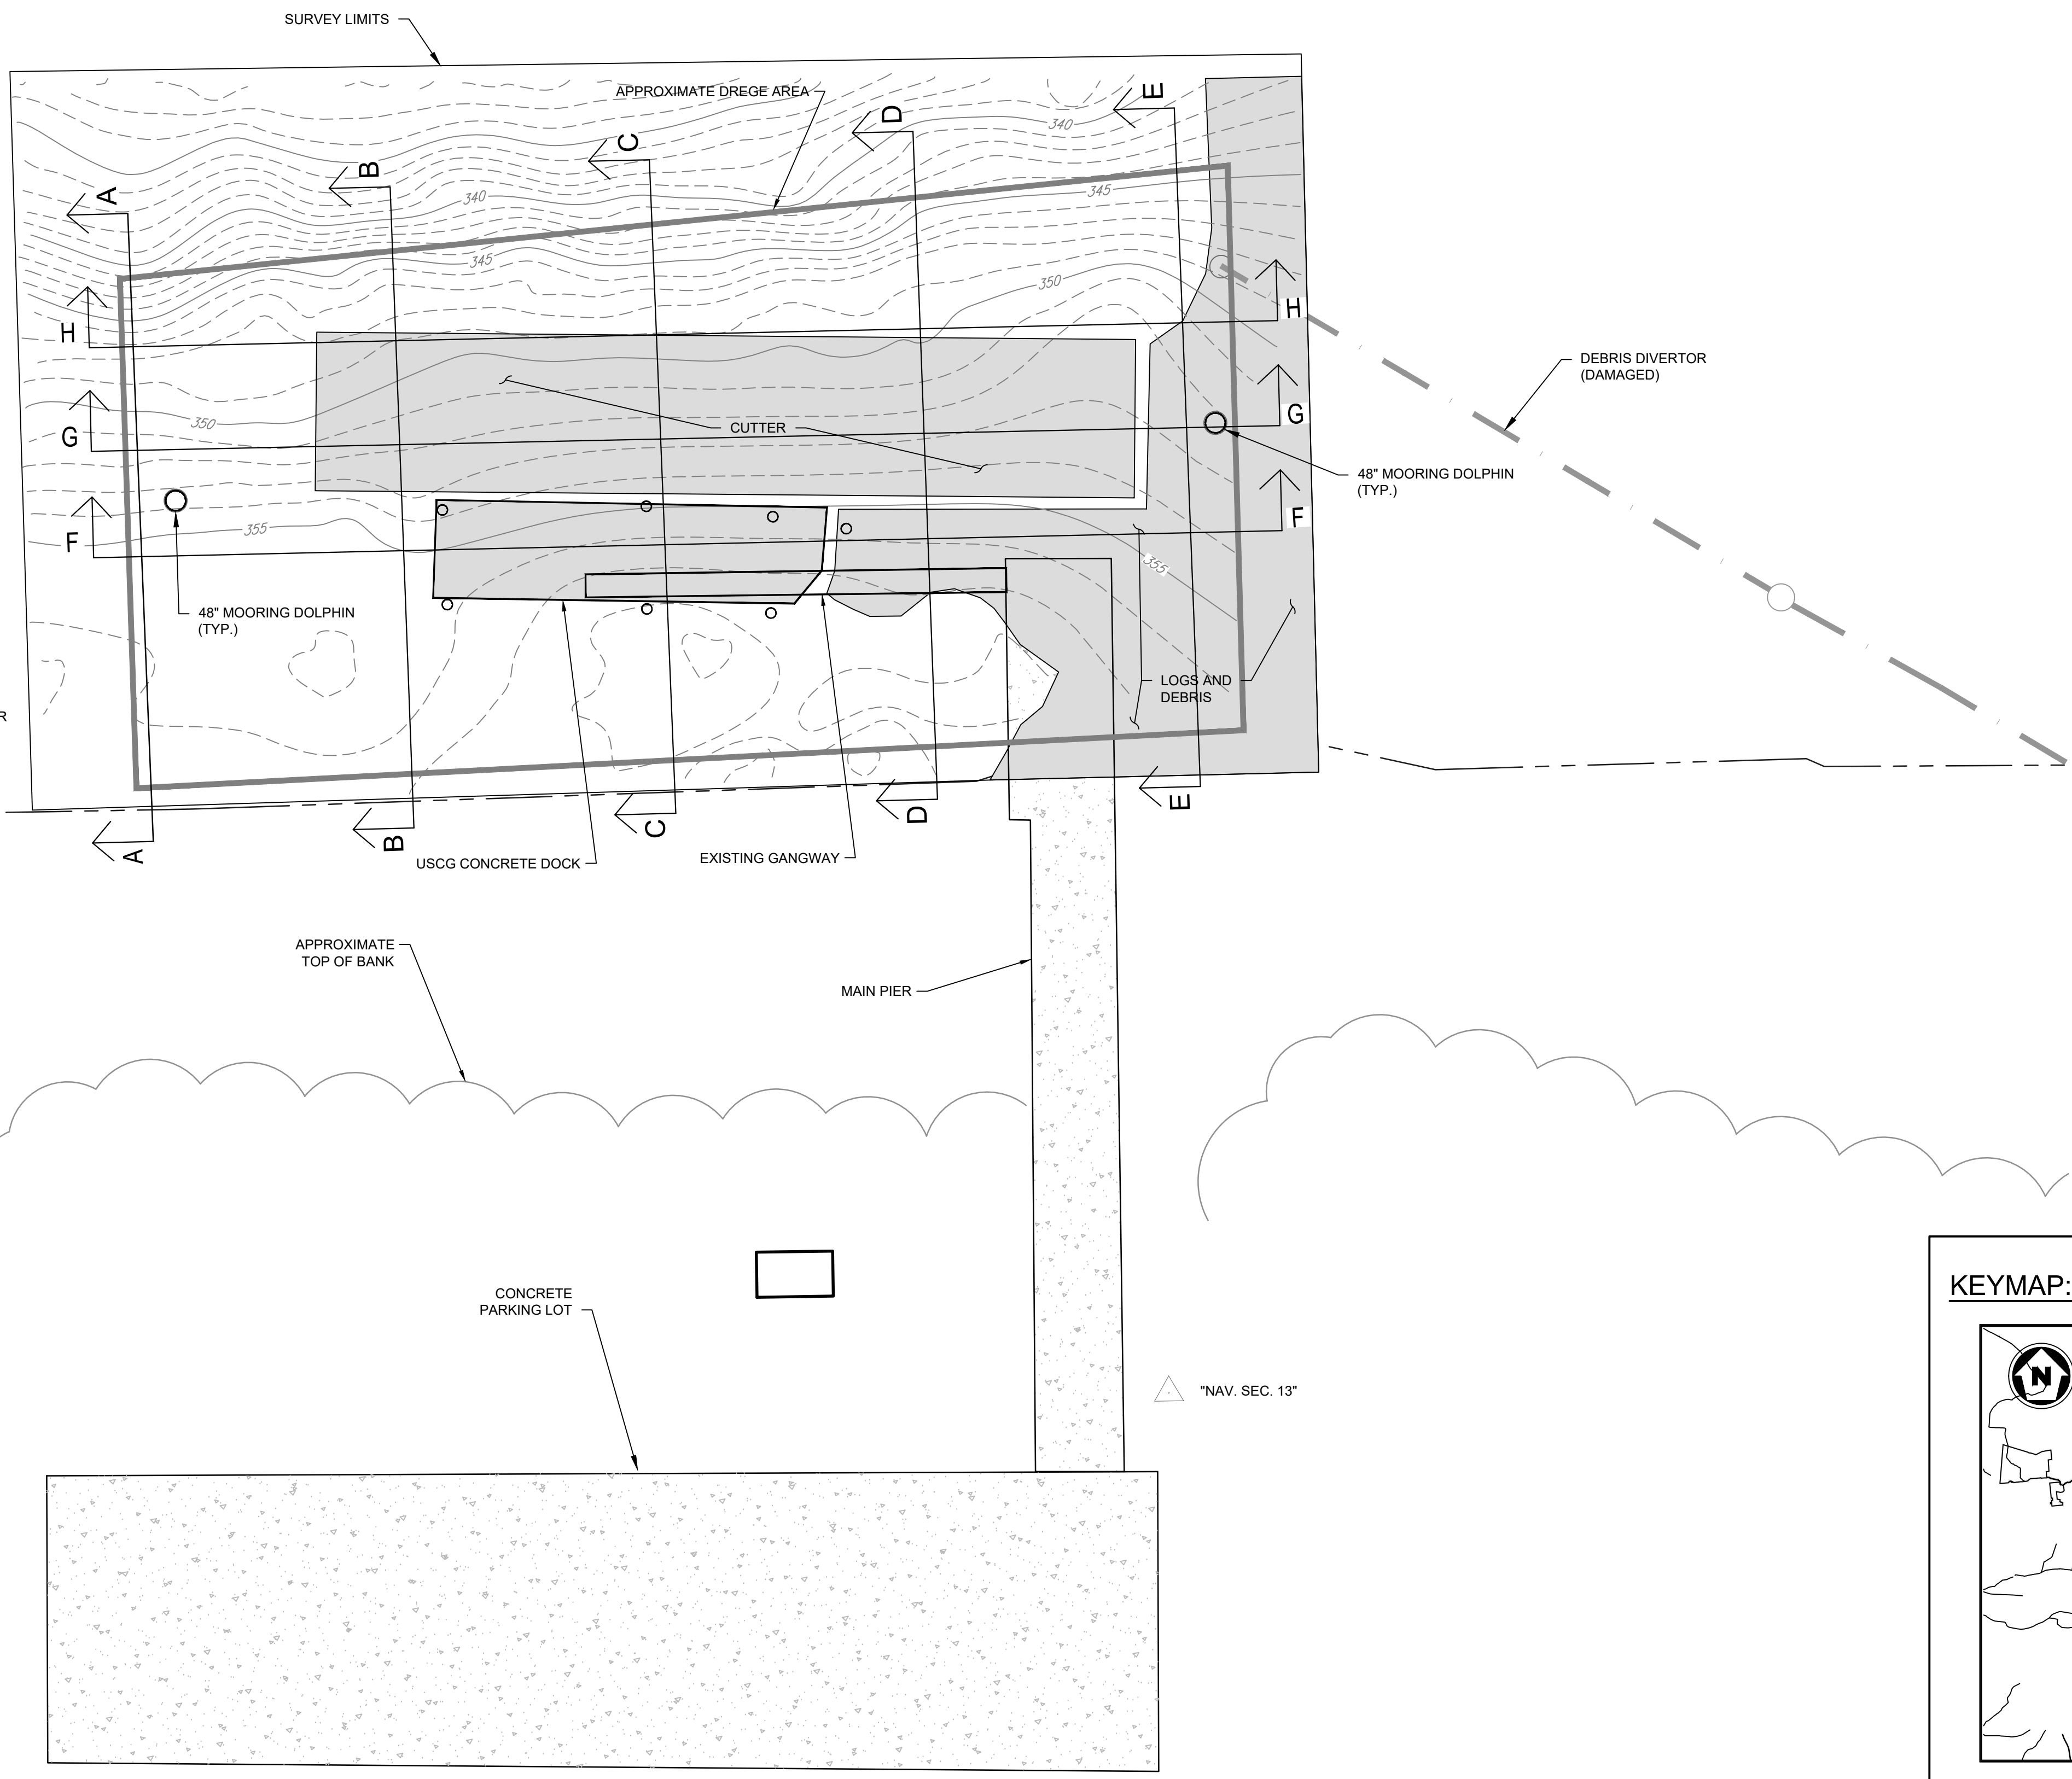 SURVEY LIMITS
APPROXIMATE DREGE AREA
E
D
C
B
A
340
340
345
345
350
350
355
355
H
H
G
G
F
F
DEBRIS DIVERTOR
(DAMAGED)
CUTTER
48" MOORING DOLPHIN
(TYP.)
48" MOORING DOLPHIN
(TYP.)
LOGS AND
DEBRIS
R
A
B
C
D
E
USCG CONCRETE DOCK
EXISTING GANGWAY
APPROXIMATE
TOP OF BANK
MAIN PIER
CONCRETE
PARKING LOT
"NAV. SEC. 13"
KEYMAP:
N